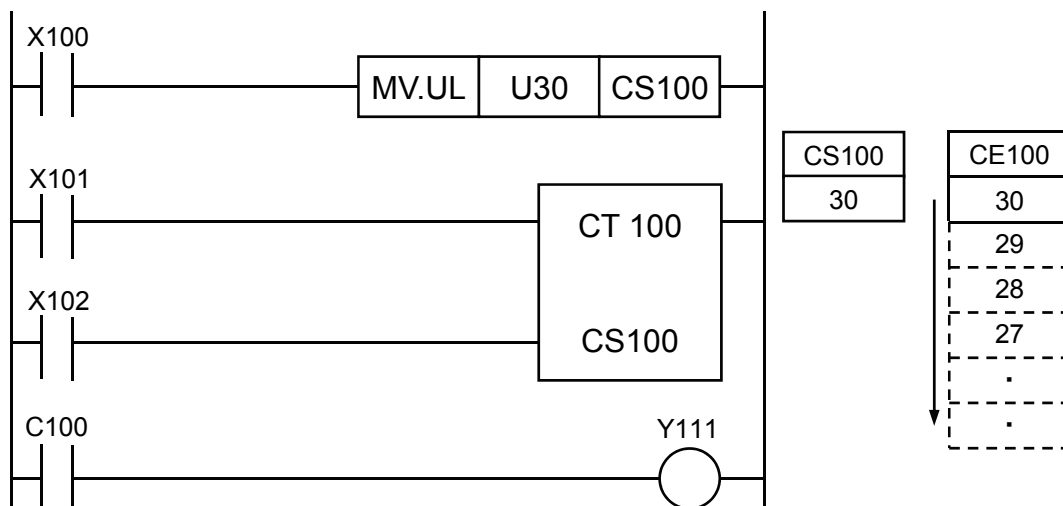 X100
MV.UL U30 CS100
CS100 CE100
X101
30 30
CT 100
29
28
X102
27
CS100
.
.
C100 Y111